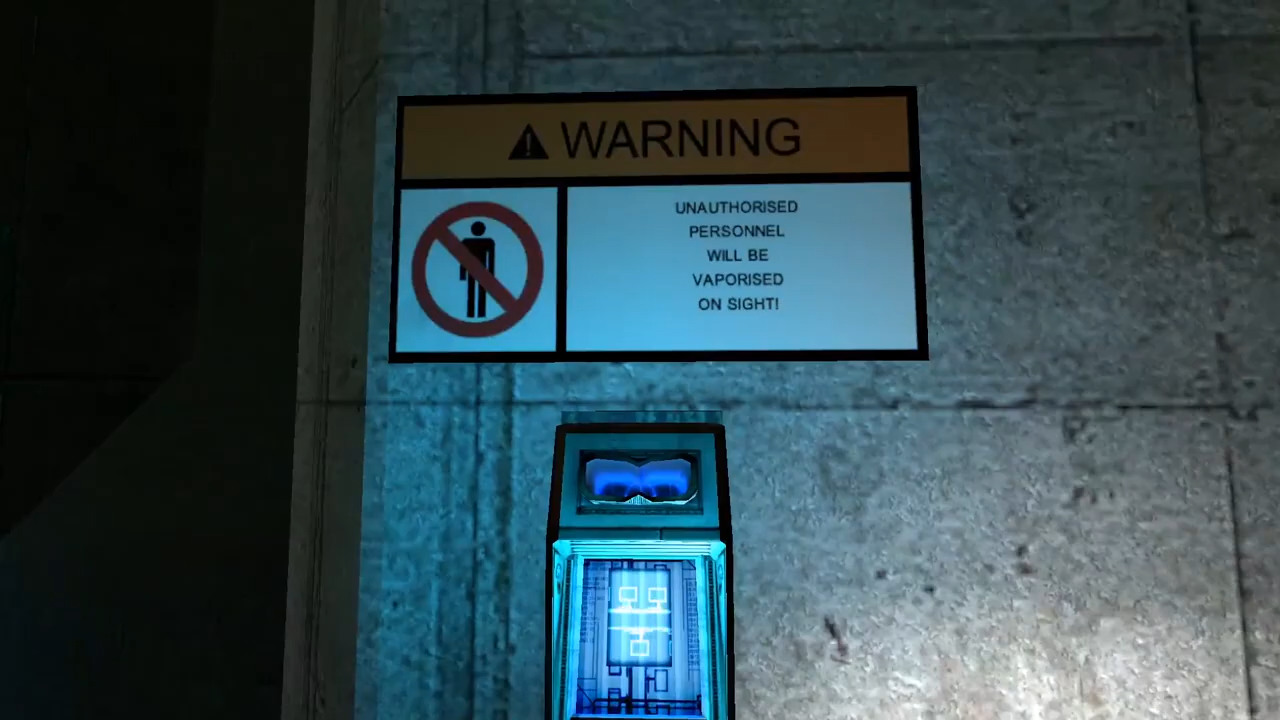 WARNING
UNAUTHORISED
PERSONNEL
WILL BE
VAPORISED
ON SIGHT!